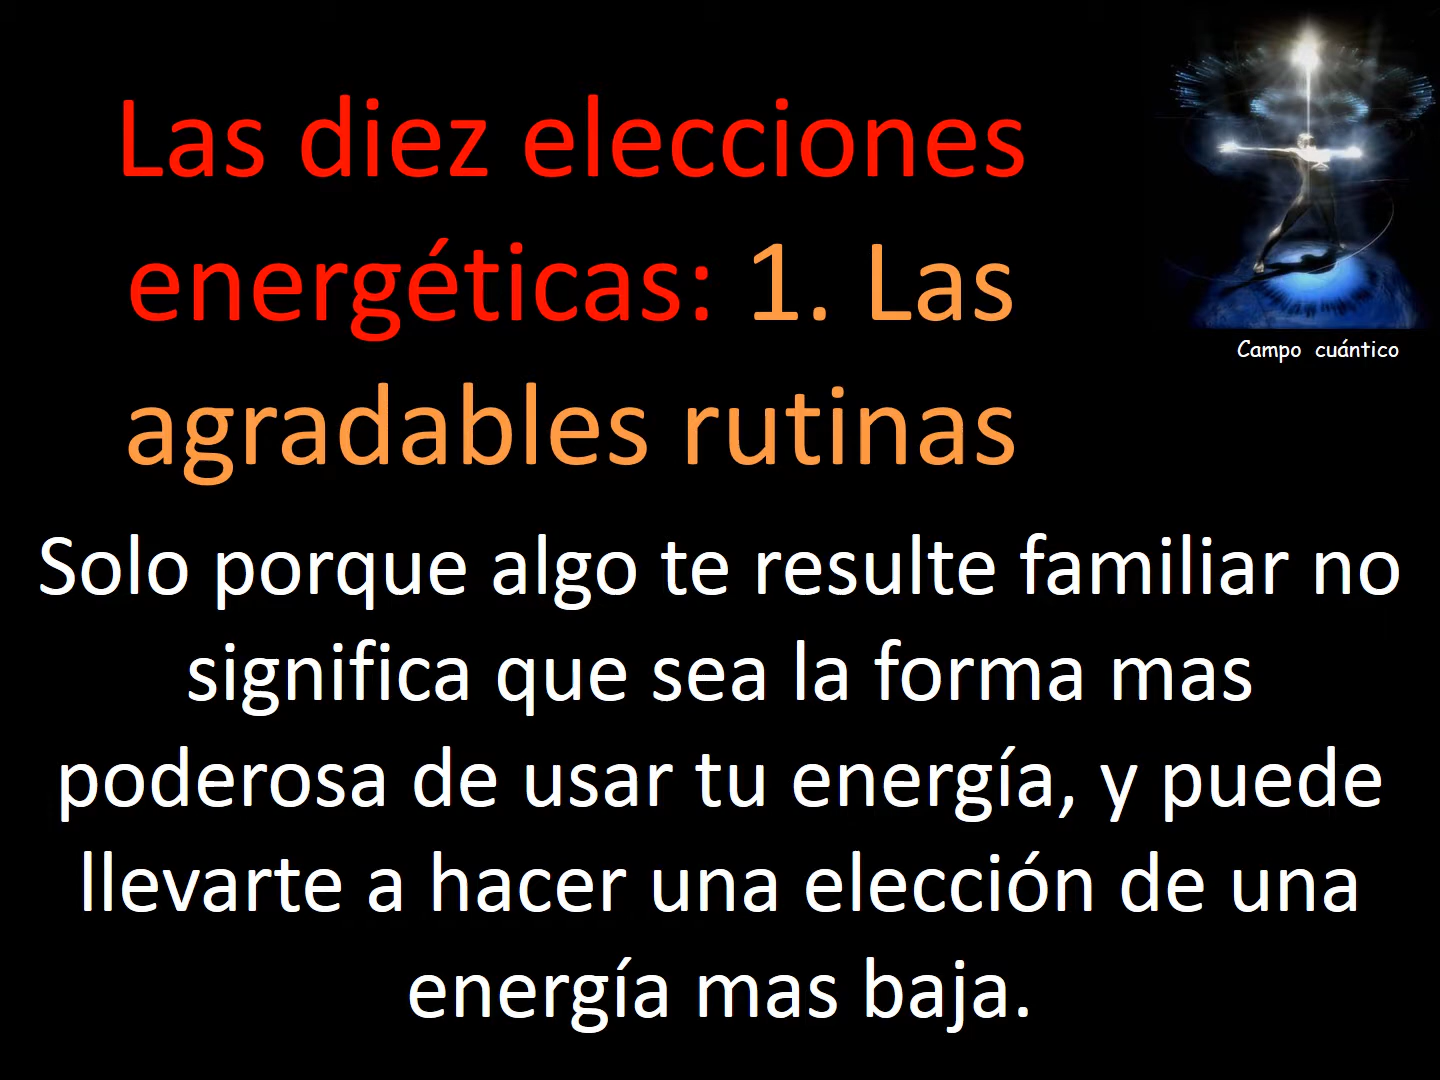 Las diez elecciones
energéticas: 1. Las
agradables rutinas
Campo cuántico
Solo porque algo te resulte familiar no
significa que sea la forma mas
poderosa de usar tu energía, y puede
llevarte a hacer una elección de una
energía mas baja.